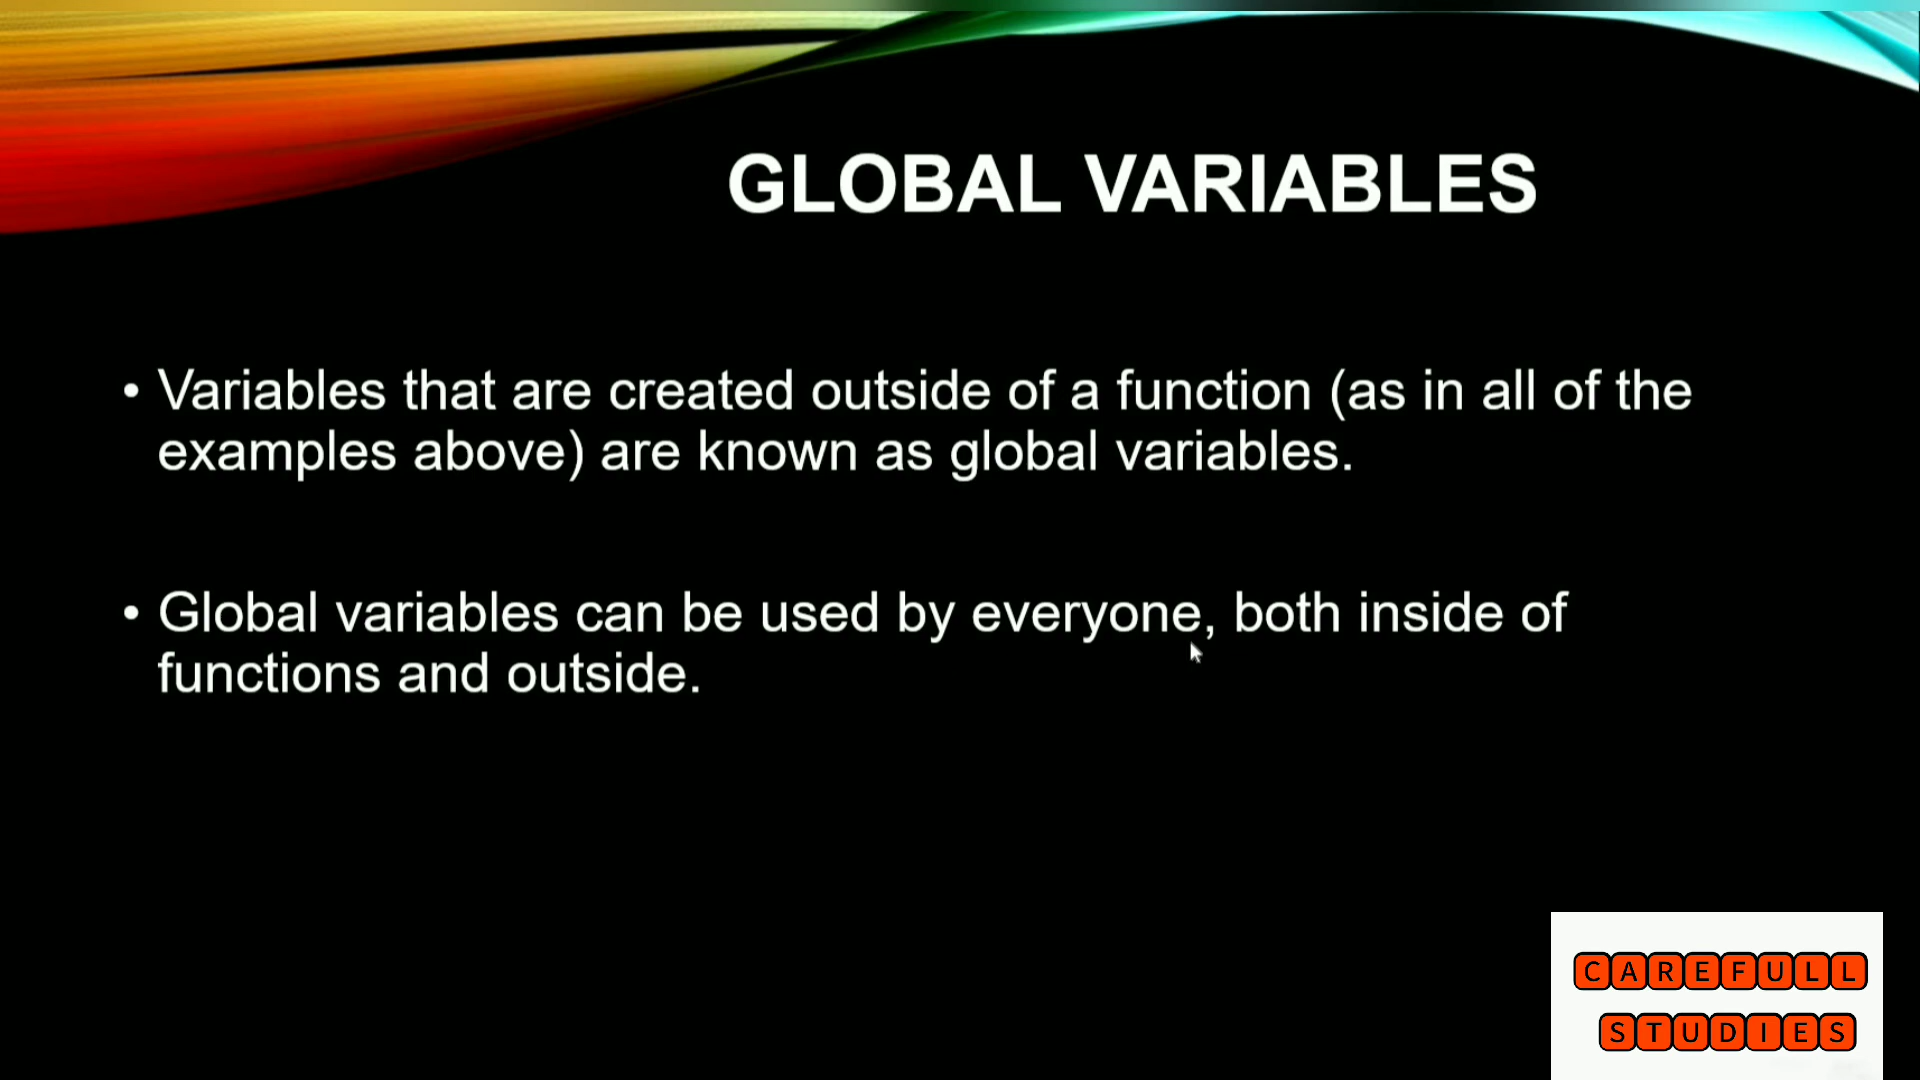 GLOBAL VARIABLES
• Variables that are created outside of a function (as in all of the
examples above) are known as global variables.
• Global variables can be used by everyone, both inside of
functions and outside.
CAREFULL
STUDIES